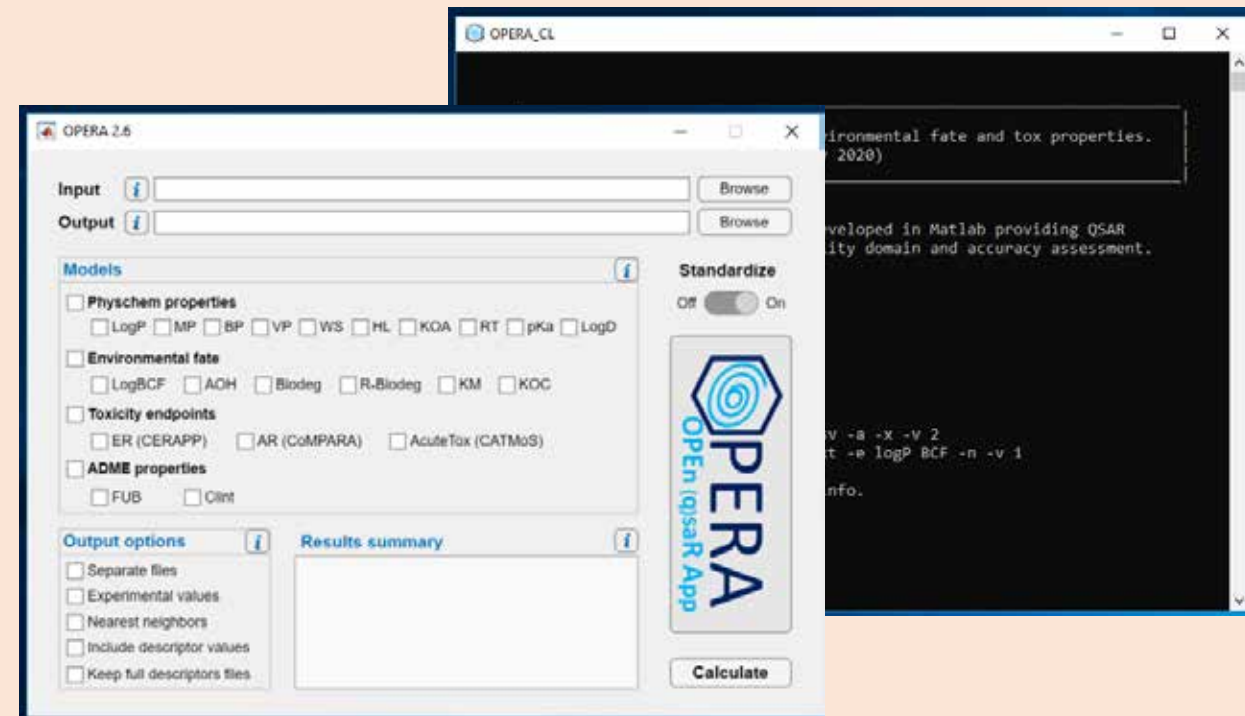 OPERA_CL
ironmental fate and tox properties.
2020)
veloped in Matlab providing QSAR
ity domain and accuracy assessment.
sv -a -x -v 2
t -e logP BCF -n -v 1
nfo.
OPERA 2.6
Input i Browse
Output i Browse
Models i
Physchem properties
LogP MP BP VP WS HL KOA RT pKa LogD
Environmental fate
LogBCF AOH Biodeg R-Biodeg KM KOC
Toxicity endpoints
ER (CERAPP) AR (CoMPARA) AcuteTox (CATMoS)
ADME properties
FUB Clint
Output options i
Separate files
Experimental values
Nearest neighbors
Include descriptor values
Keep full descriptors files
Results summary i
Standardize
Off On
OPERA
OPEn (q)saR App
Calculate